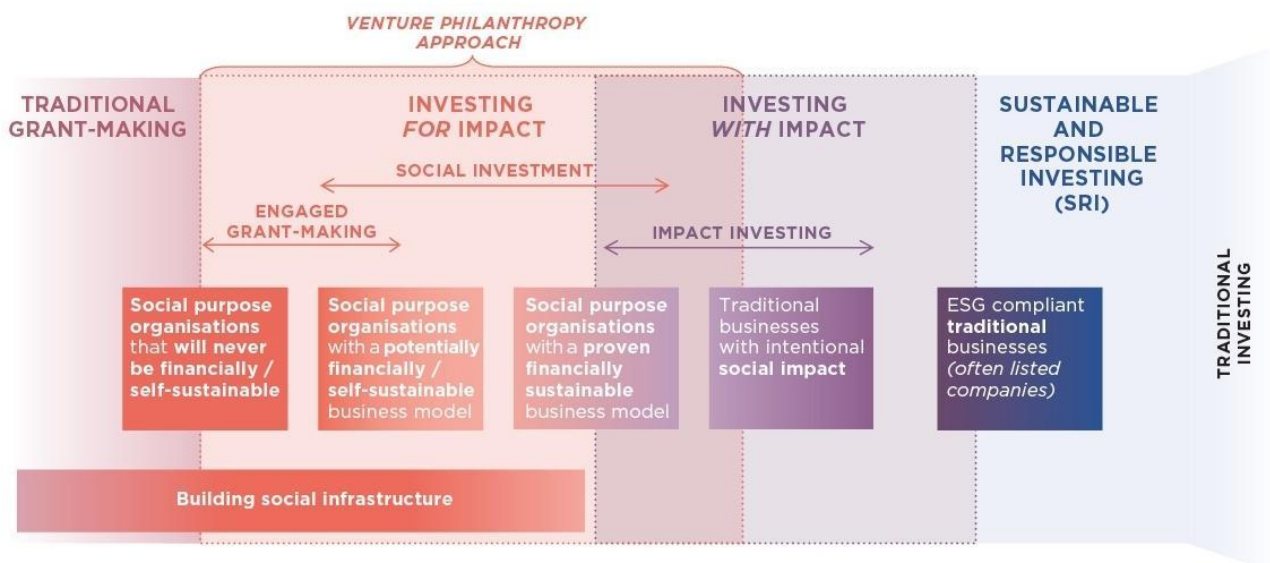 VENTURE PHILANTHROPY
APPROACH
TRADITIONAL
GRANT-MAKING
INVESTING
FOR IMPACT
INVESTING
WITH IMPACT
SUSTAINABLE
AND
RESPONSIBLE
INVESTING
(SRI)
SOCIAL INVESTMENT
ENGAGED
GRANT-MAKING
IMPACT INVESTING
TRADITIONAL
INVESTING
Social purpose
organisations
that will never
be financially /
self-sustainable
Social purpose
organisations
with a potentially
financially /
self-sustainable
business model
Social purpose
organisations
with a proven
financially
sustainable
business model
Traditional
businesses
with intentional
social impact
ESG compliant
traditional
businesses
(often listed
companies)
Building social infrastructure